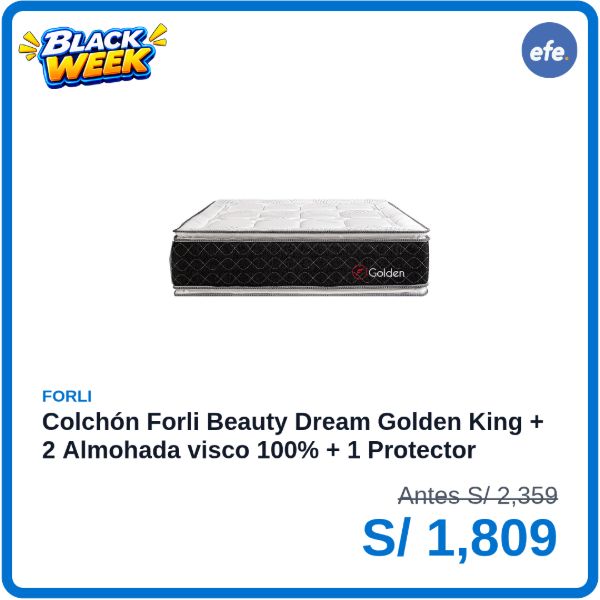 BLACK
WEEK
efe.
Golden
FORLI
Colchón Forli Beauty Dream Golden King +
2 Almohada visco 100% + 1 Protector
Antes S/ 2,359
S/ 1,809